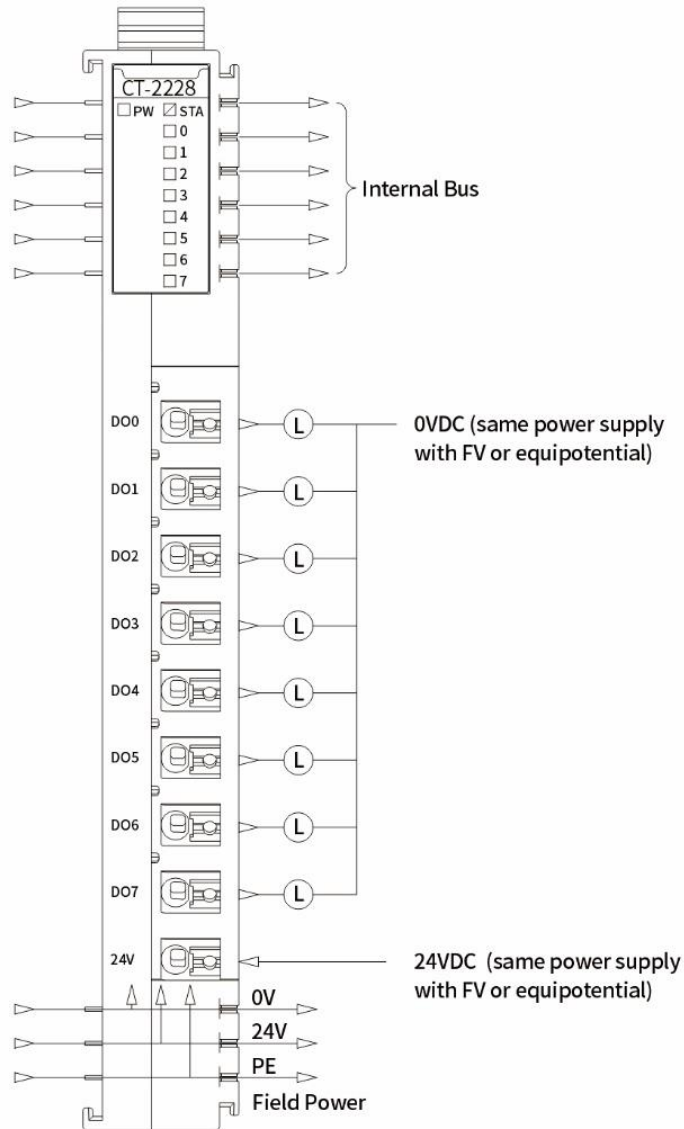 CT-2228
PW STA
0
1
2
3
4
5
6
7
Internal Bus
DO0 L 0VDC (same power supply
with FV or equipotential)
DO1 L
DO2 L
DO3 L
DO4 L
DO5 L
DO6 L
DO7 L
24V 24VDC (same power supply
with FV or equipotential)
0V
24V
PE
Field Power